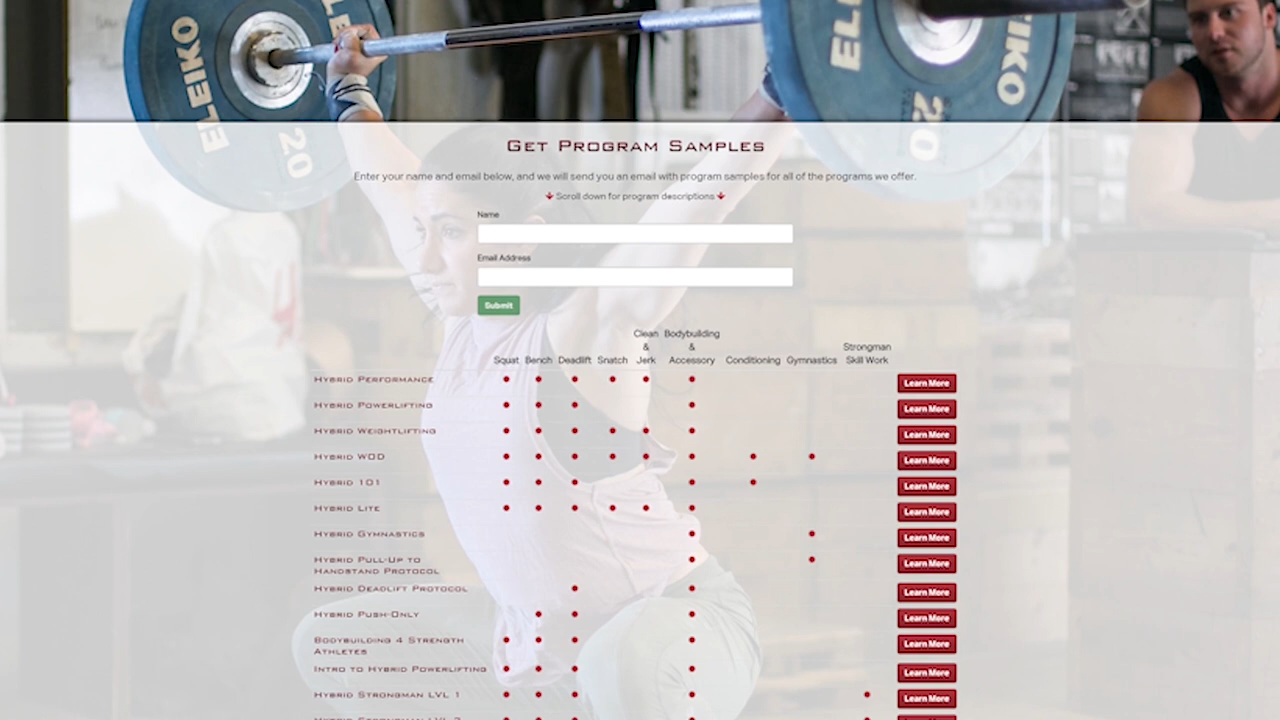 ELEIKO
20
ELEIKO
20
Get Program Samples
Enter your name and email below, and we will send you an email with program samples for all of the programs we offer.
Scroll down for program descriptions
Name
Email Address
Submit
Squat Bench Deadlift Snatch Clean & Jerk Bodybuilding & Accessory Conditioning Gymnastics Strongman Skill Work
Hybrid Performance Learn More
Hybrid Powerlifting Learn More
Hybrid Weightlifting Learn More
Hybrid WOD Learn More
Hybrid 101 Learn More
Hybrid Lite Learn More
Hybrid Gymnastics Learn More
Hybrid Pull-Up to
Handstand Protocol Learn More
Hybrid Deadlift Protocol Learn More
Hybrid Push-Only Learn More
Bodybuilding 4 Strength
Athletes Learn More
Intro to Hybrid Powerlifting Learn More
Hybrid Strongman LVL 1 Learn More